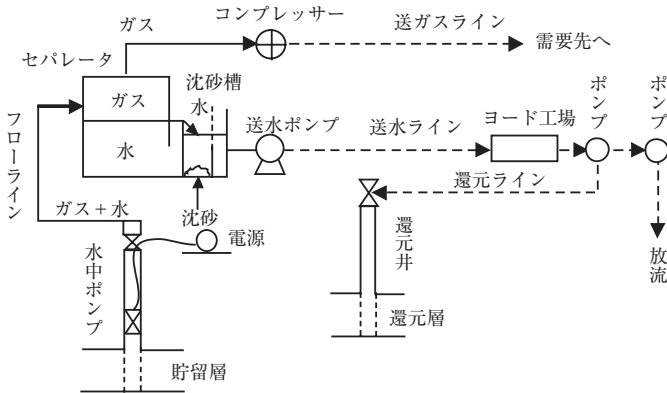 ガス
コンプレッサー
送ガスライン
需要先へ
セパレータ
沈砂槽
ガス
水
水
送水ポンプ
送水ライン
ヨード工場
ポンプ
ポンプ
フローライン
還元ライン
ガス+水
沈砂
電源
還元井
放流
水中ポンプ
還元層
貯留層